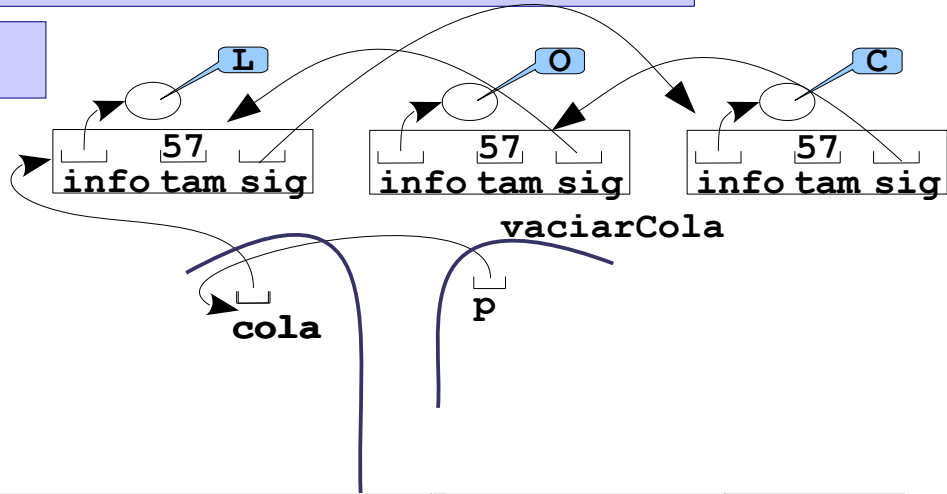 L O C
57 57 57
info tam sig info tam sig info tam sig
vaciarCola
p
cola